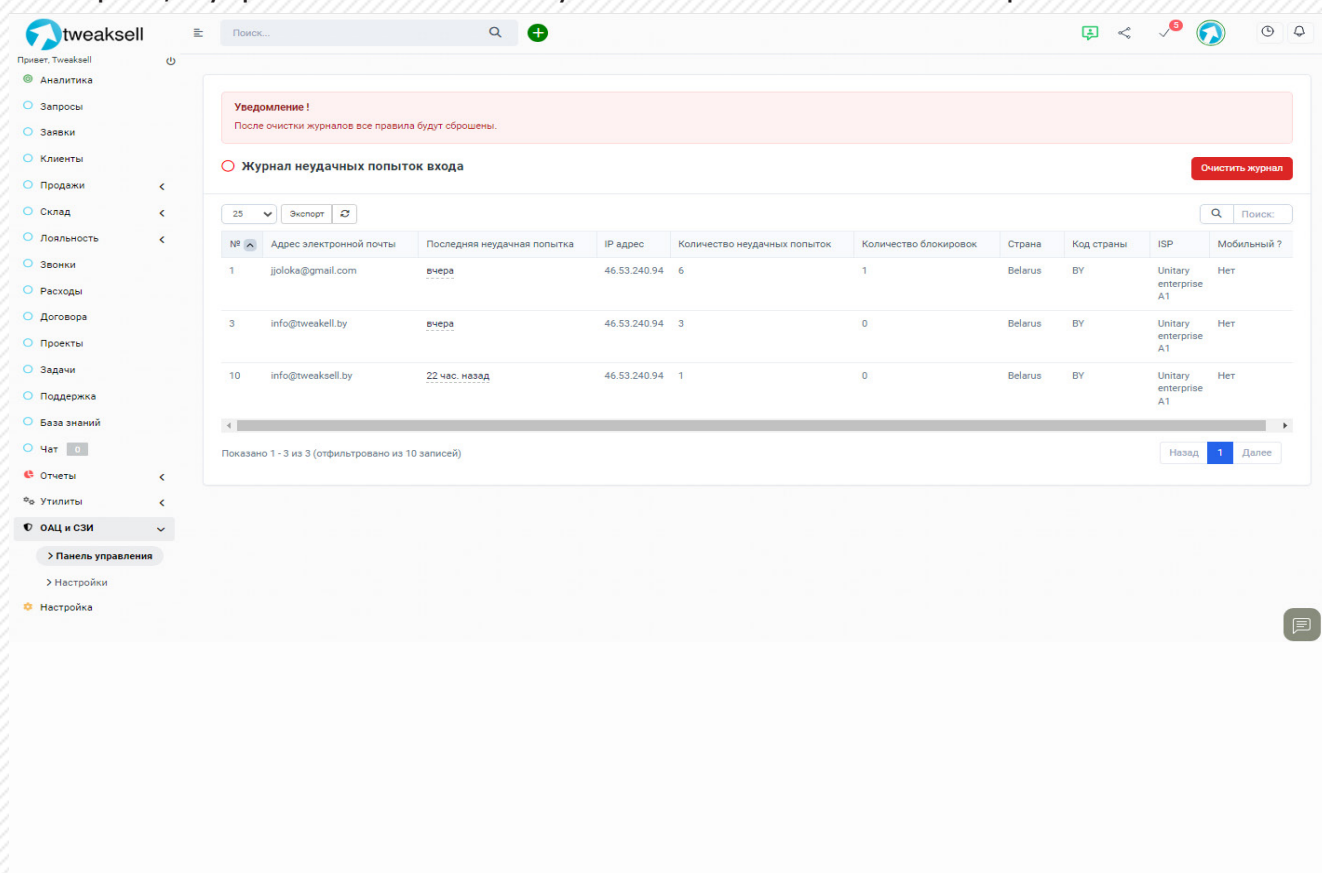 tweaksell
Поиск...
5
Привет, Tweaksell
Аналитика
Запросы
Заявки
Клиенты
Продажи
Склад
Лояльность
Звонки
Расходы
Договора
Проекты
Задачи
Поддержка
База знаний
Чат 0
Отчеты
Утилиты
ОАЦ и СЗИ
Панель управления
Настройки
Настройка
Уведомление !
После очистки журналов все правила будут сброшены.
Журнал неудачных попыток входа
Очистить журнал
25 Экспорт
Поиск:
№ Адрес электронной почты Последняя неудачная попытка IP адрес Количество неудачных попыток Количество блокировок Страна Код страны ISP Мобильный ?
1 jjoloka@gmail.com вчера 46.53.240.94 6 1 Belarus BY Unitary Нет
enterprise
A1
3 info@tweakell.by вчера 46.53.240.94 3 0 Belarus BY Unitary Нет
enterprise
A1
10 info@tweaksell.by 22 час. назад 46.53.240.94 1 0 Belarus BY Unitary Нет
enterprise
A1
Показано 1 - 3 из 3 (отфильтровано из 10 записей)
Назад 1 Далее